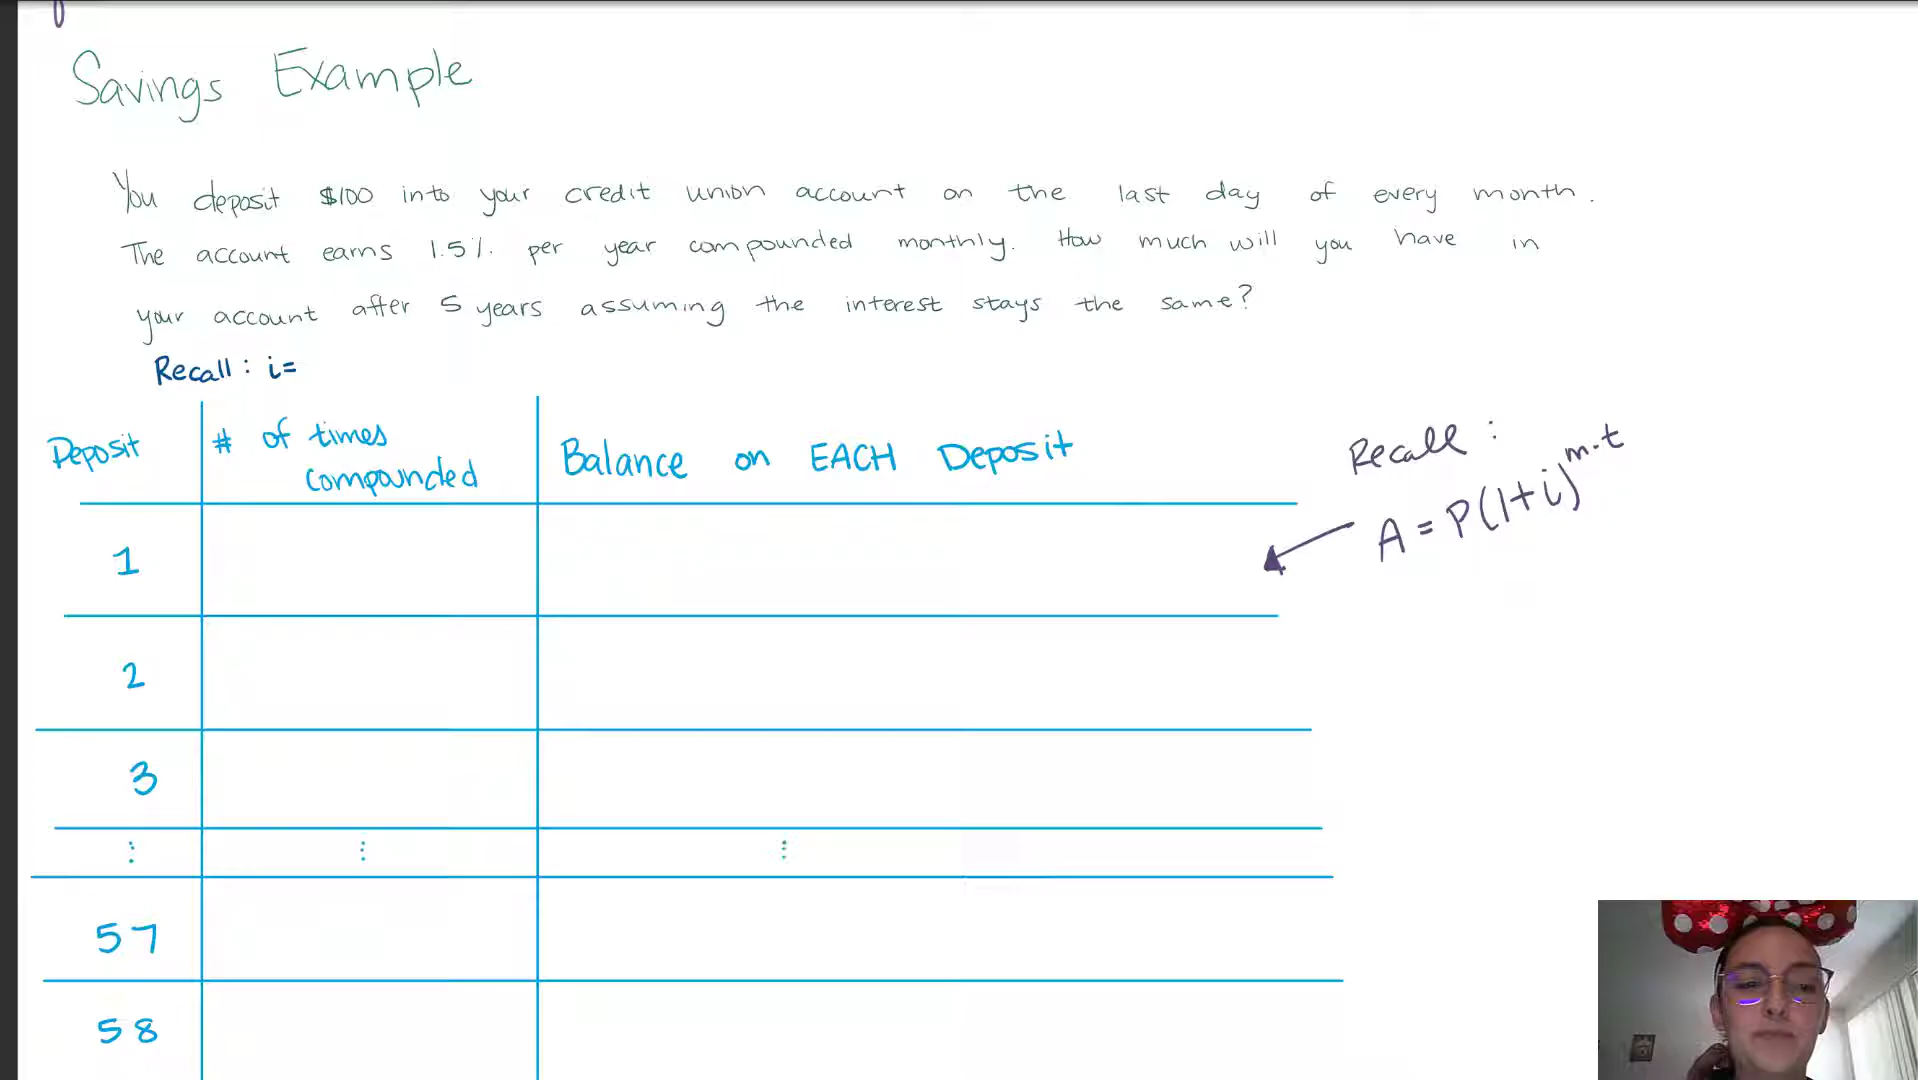 Savings Example
You deposit $100 into your credit union account on the last day of every month.
The account earns 1.5% per year compounded monthly. How much will you have in
your account after 5 years assuming the interest stays the same?
Recall: i=
Deposit
# of times
compounded
Balance on EACH Deposit
Recall:
A = P(1+i)^m·t
1
2
3
⋮ ⋮ ⋮
57
58